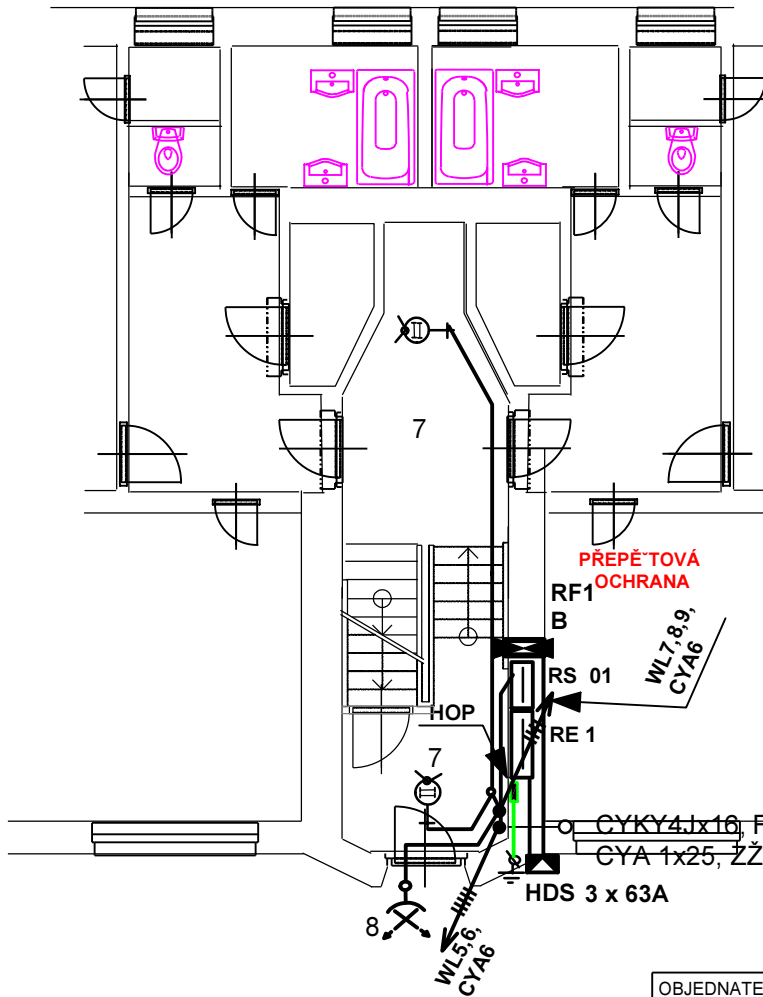 7
PŘEPĚˇTOVÁ
OCHRANA
RF1
B
WL7,8,9,
CYA6
RS 01
HOP
RE 1
7
CYKY4Jx16, F
CYA 1x25, ZŽ
HDS 3 x 63A
8
WL5,6,
CYA6
OBJEDNATE